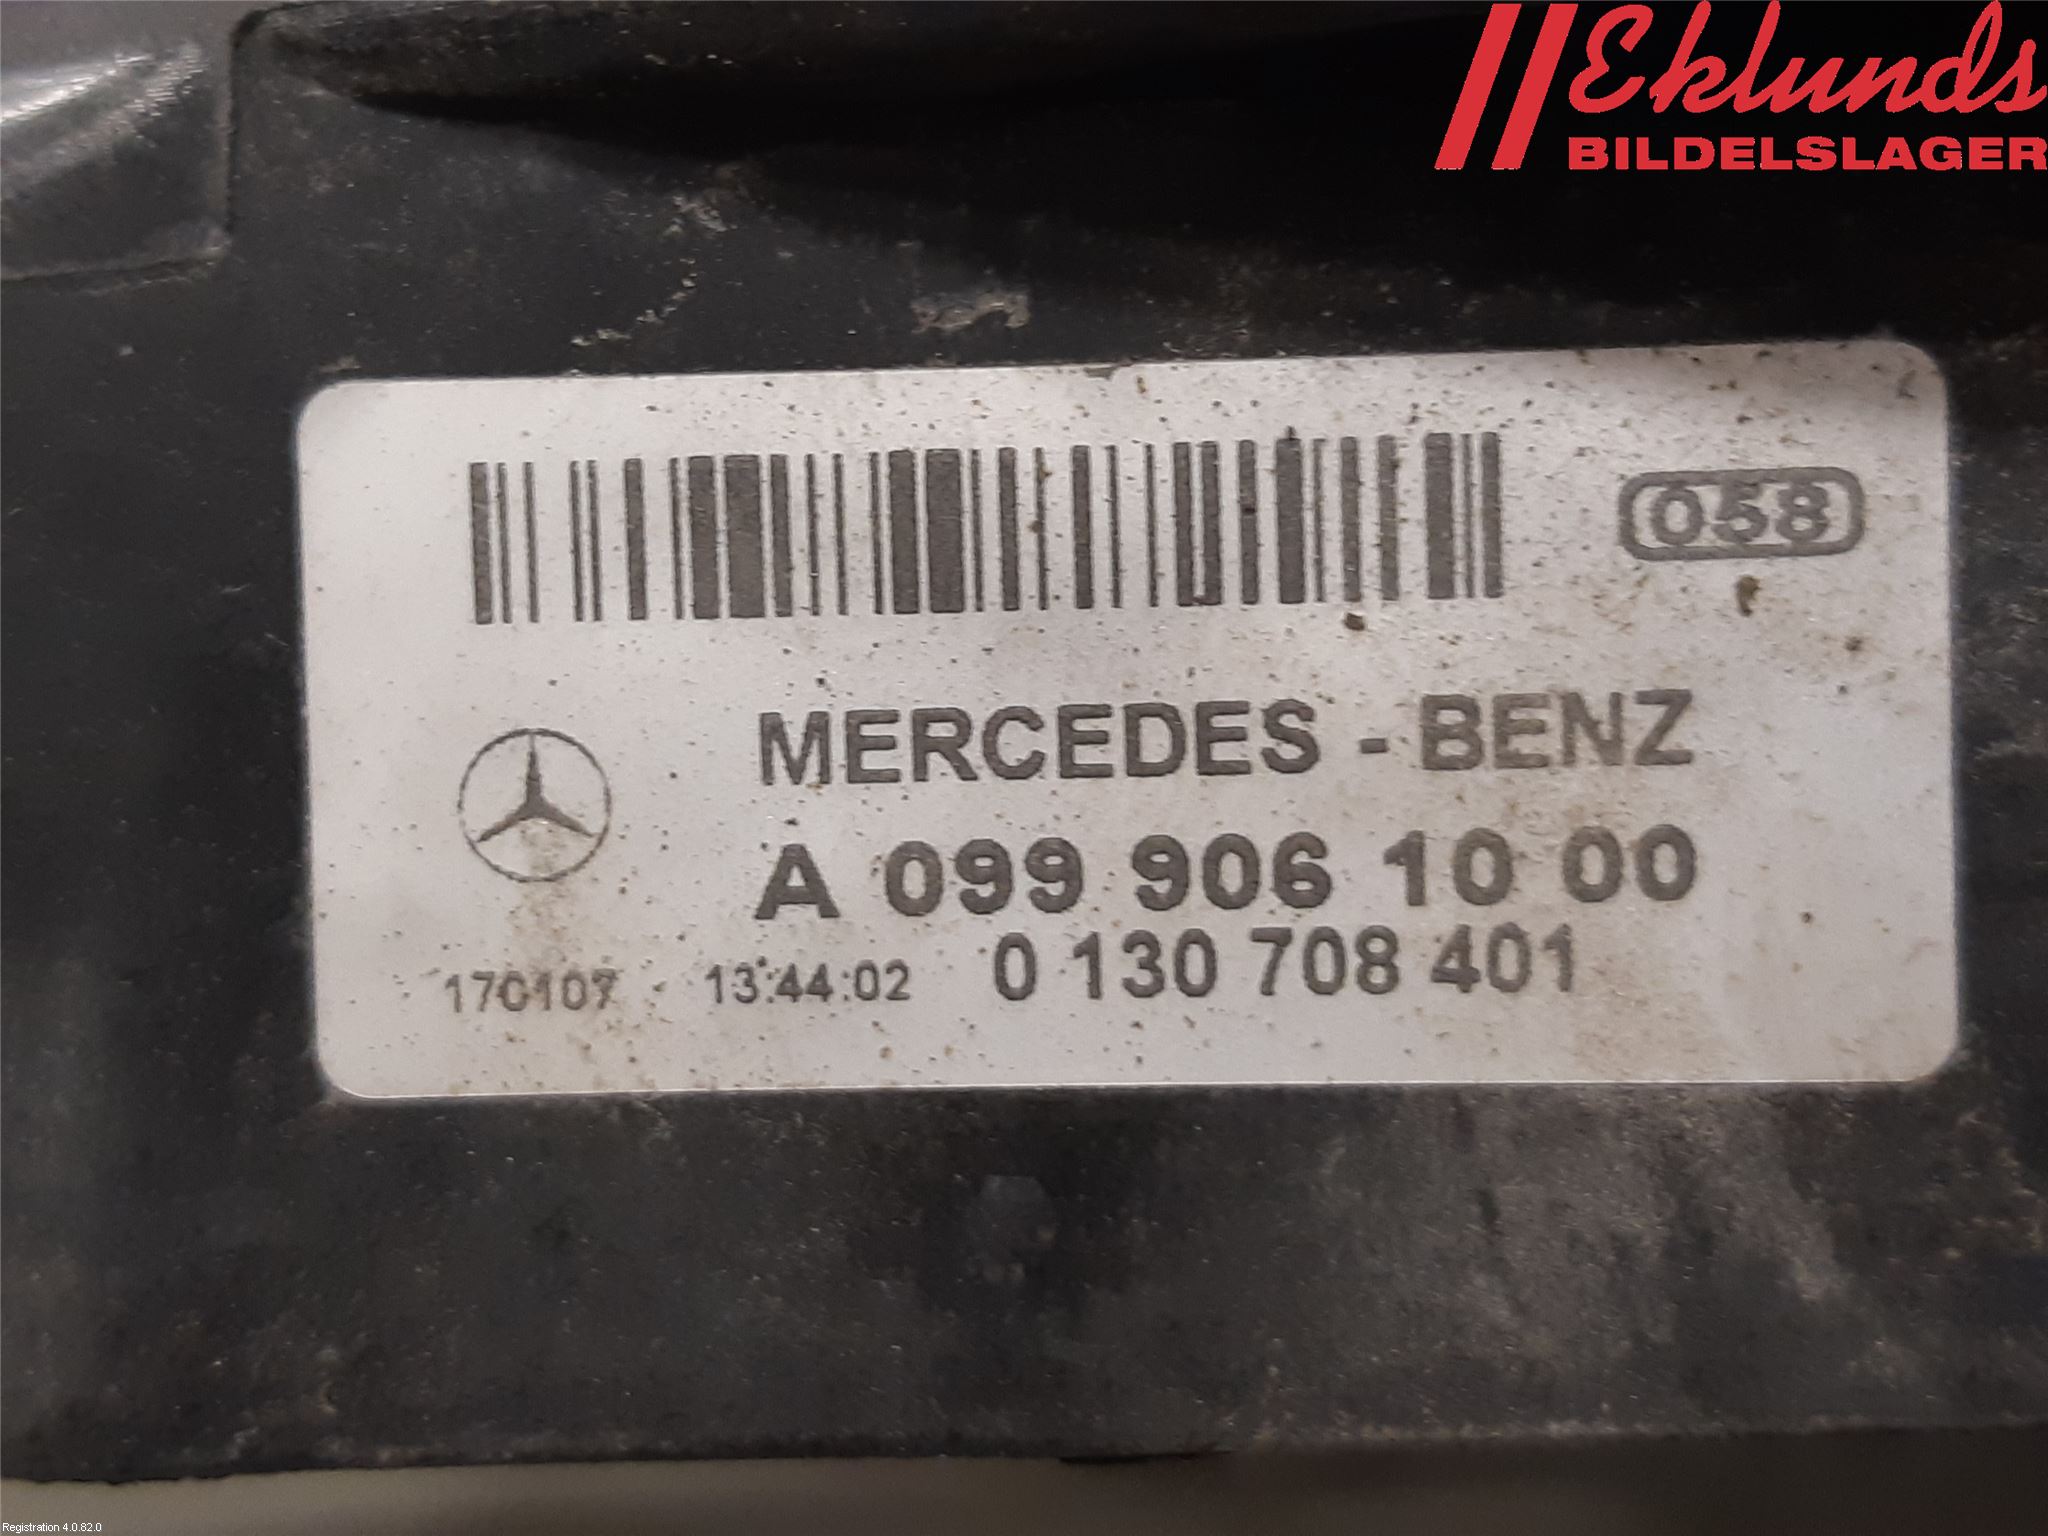 Eklunds
BILDELSLAGER
058
MERCEDES - BENZ
A 099 906 10 00
170107 13:44:02 0 130 708 401
Registration 4.0.82.0